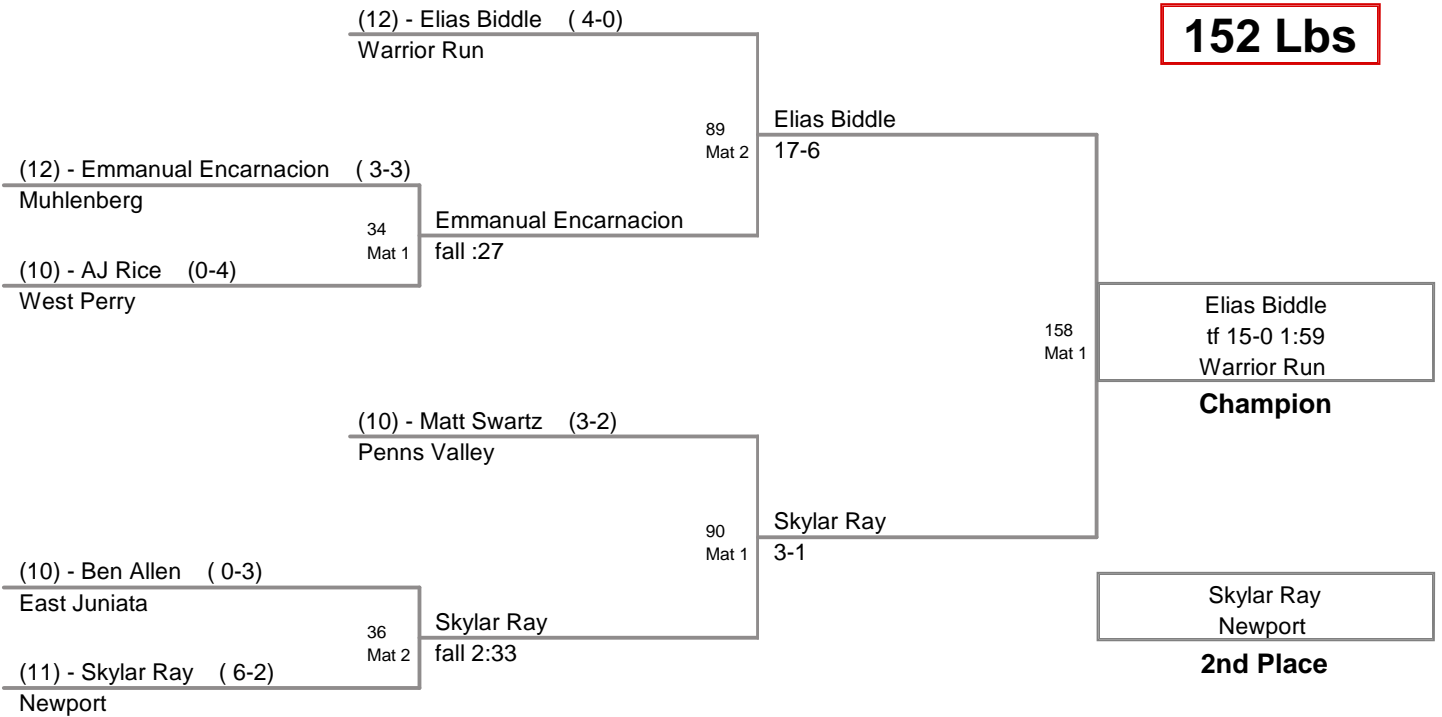 152 Lbs
(12) - Elias Biddle ( 4-0)
Warrior Run
89
Mat 2
Elias Biddle
17-6
(12) - Emmanual Encarnacion ( 3-3)
Muhlenberg
34
Mat 1
Emmanual Encarnacion
fall :27
(10) - AJ Rice (0-4)
West Perry
158
Mat 1
Elias Biddle
tf 15-0 1:59
Warrior Run
Champion
(10) - Matt Swartz (3-2)
Penns Valley
90
Mat 1
Skylar Ray
3-1
(10) - Ben Allen ( 0-3)
East Juniata
36
Mat 2
Skylar Ray
fall 2:33
(11) - Skylar Ray ( 6-2)
Newport
Skylar Ray
Newport
2nd Place